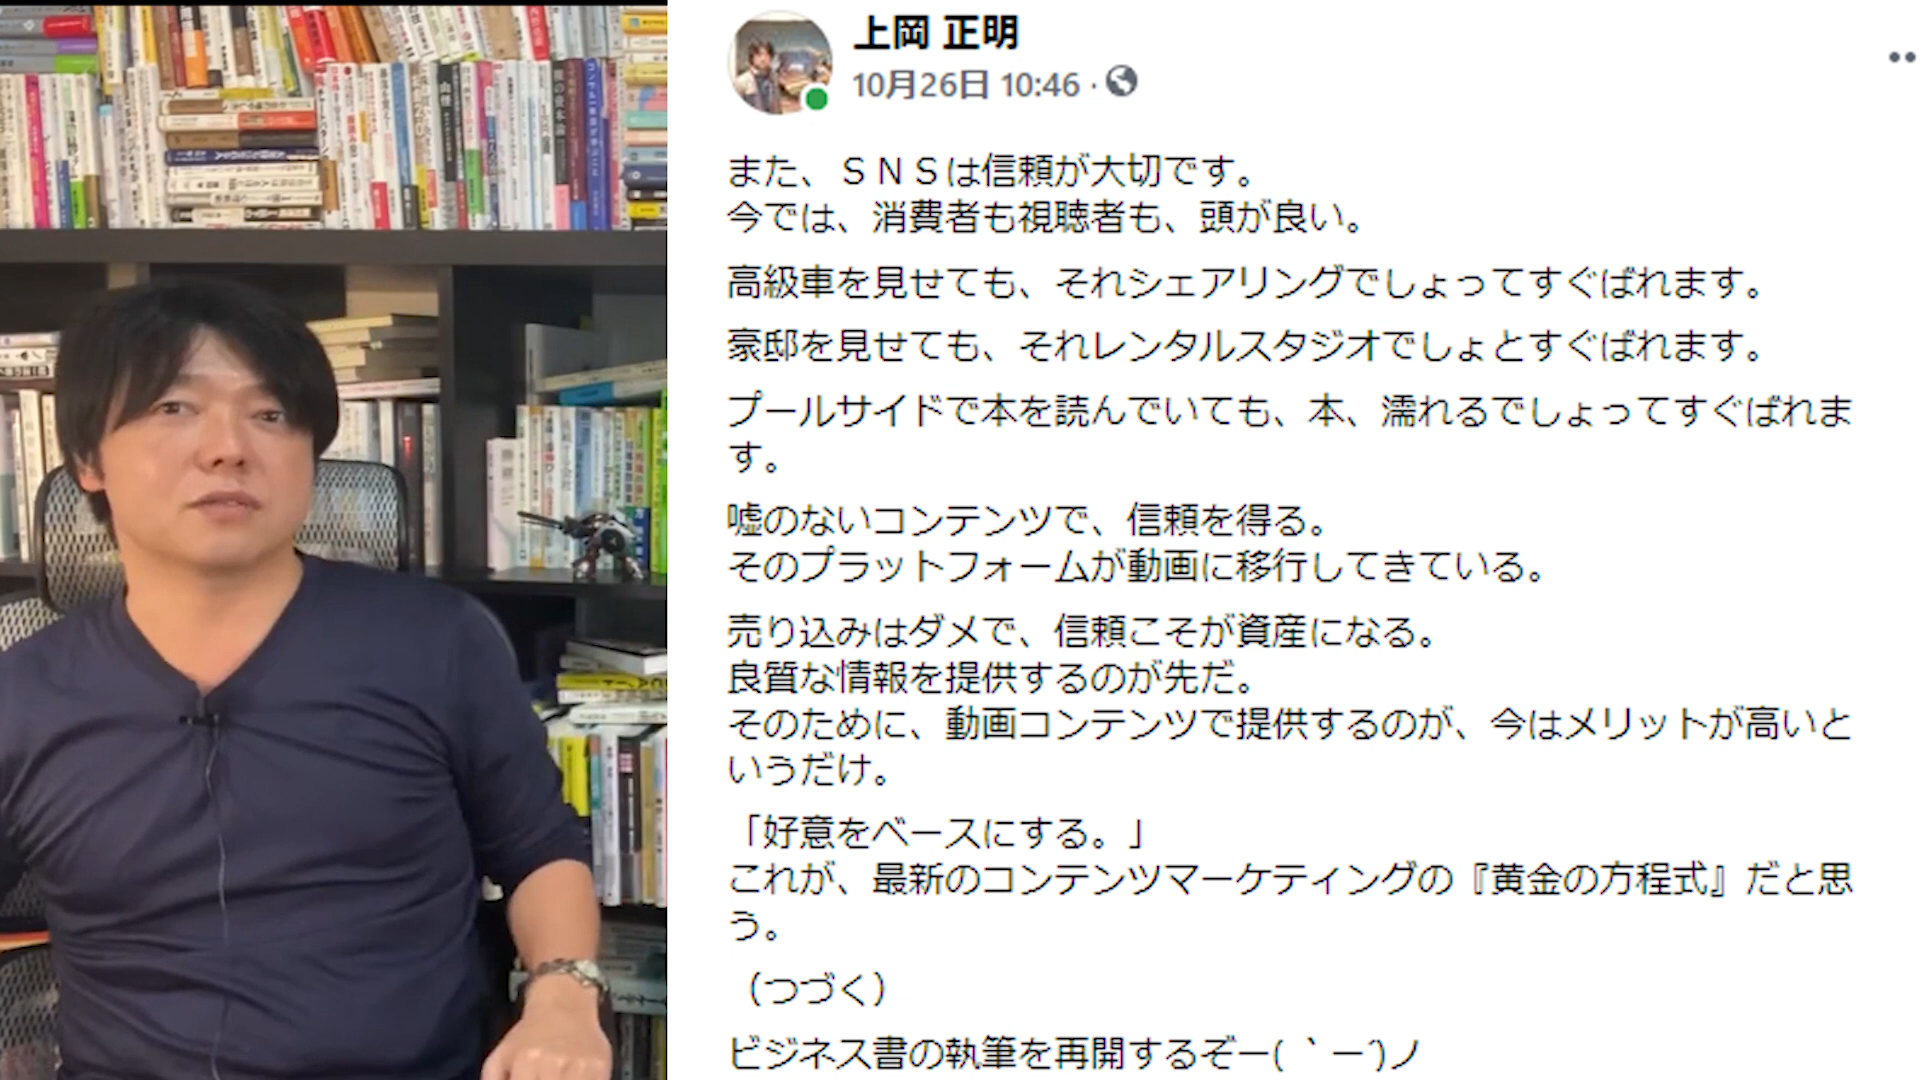 上岡 正明
10月26日 10:46 ·
また、ＳＮＳは信頼が大切です。
今では、消費者も視聴者も、頭が良い。
高級車を見せても、それシェアリングでしょってすぐばれます。
豪邸を見せても、それレンタルスタジオでしょとすぐばれます。
プールサイドで本を読んでいても、本、濡れるでしょってすぐばれま
す。
嘘のないコンテンツで、信頼を得る。
そのプラットフォームが動画に移行してきている。
売り込みはダメで、信頼こそが資産になる。
良質な情報を提供するのが先だ。
そのために、動画コンテンツで提供するのが、今はメリットが高いと
いうだけ。
「好意をベースにする。」
これが、最新のコンテンツマーケティングの『黄金の方程式』だと思
う。
（つづく）
ビジネス書の執筆を再開するぞー( ｀ー´)ノ